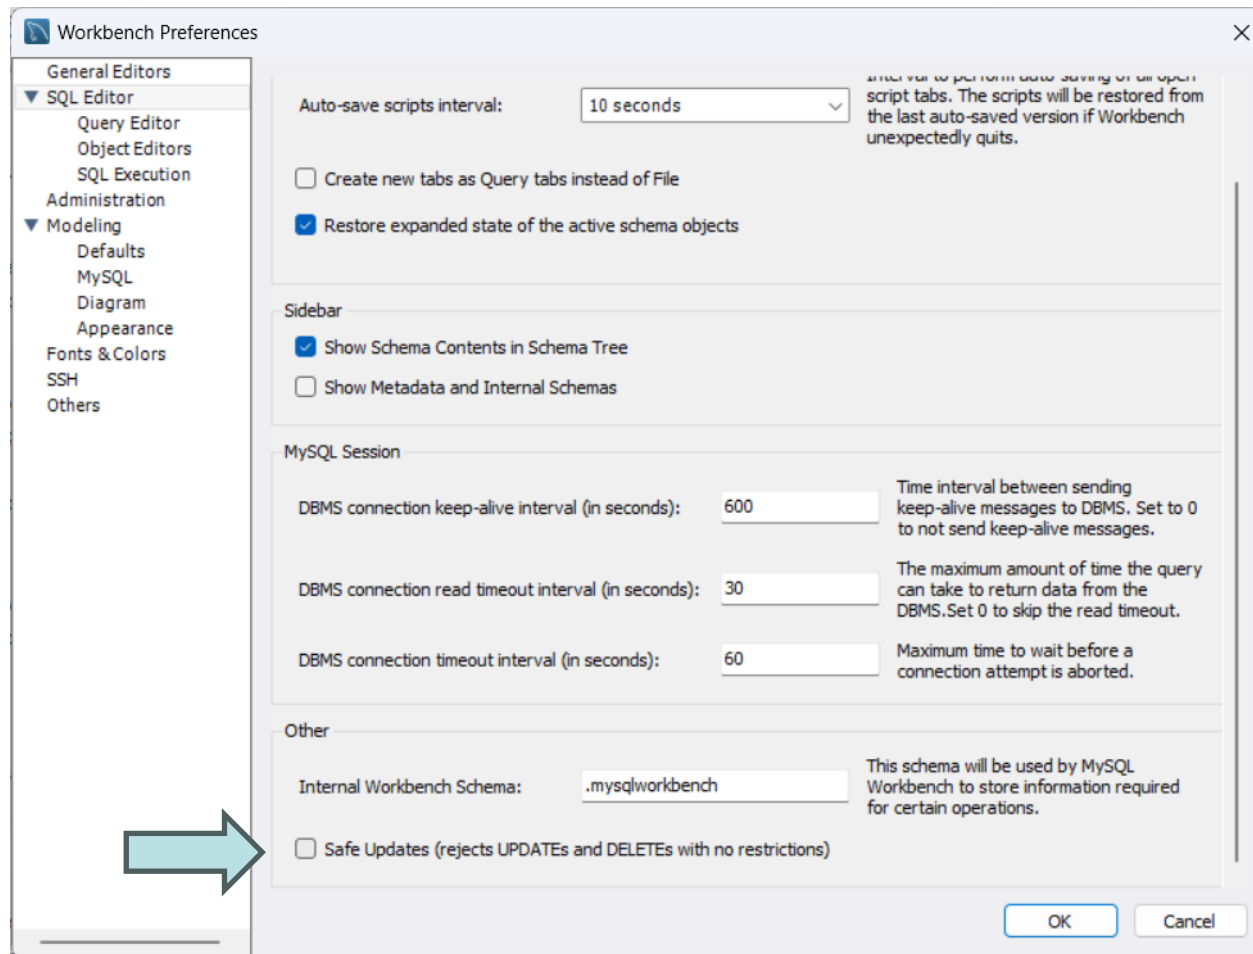 Workbench Preferences
General Editors
SQL Editor
Query Editor
Object Editors
SQL Execution
Administration
Modeling
Defaults
MySQL
Diagram
Appearance
Fonts & Colors
SSH
Others
Auto-save scripts interval:
10 seconds
Interval to perform auto-saving of all open
script tabs. The scripts will be restored from
the last auto-saved version if Workbench
unexpectedly quits.
Create new tabs as Query tabs instead of File
Restore expanded state of the active schema objects
Sidebar
Show Schema Contents in Schema Tree
Show Metadata and Internal Schemas
MySQL Session
DBMS connection keep-alive interval (in seconds):
600
Time interval between sending
keep-alive messages to DBMS. Set to 0
to not send keep-alive messages.
DBMS connection read timeout interval (in seconds):
30
The maximum amount of time the query
can take to return data from the
DBMS.Set 0 to skip the read timeout.
DBMS connection timeout interval (in seconds):
60
Maximum time to wait before a
connection attempt is aborted.
Other
Internal Workbench Schema:
.mysqlworkbench
This schema will be used by MySQL
Workbench to store information required
for certain operations.
Safe Updates (rejects UPDATEs and DELETEs with no restrictions)
OK
Cancel